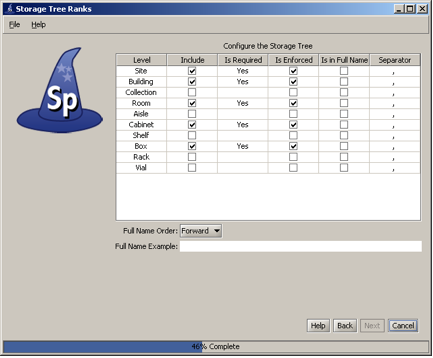 Storage Tree Ranks
File Help
Sp
Configure the Storage Tree
Level Include Is Required Is Enforced Is in Full Name Separator
Site Yes ,
Building Yes ,
Collection ,
Room Yes ,
Aisle ,
Cabinet Yes ,
Shelf ,
Box Yes ,
Rack ,
Vial ,
Full Name Order: Forward
Full Name Example:
Help Back Next Cancel
46% Complete